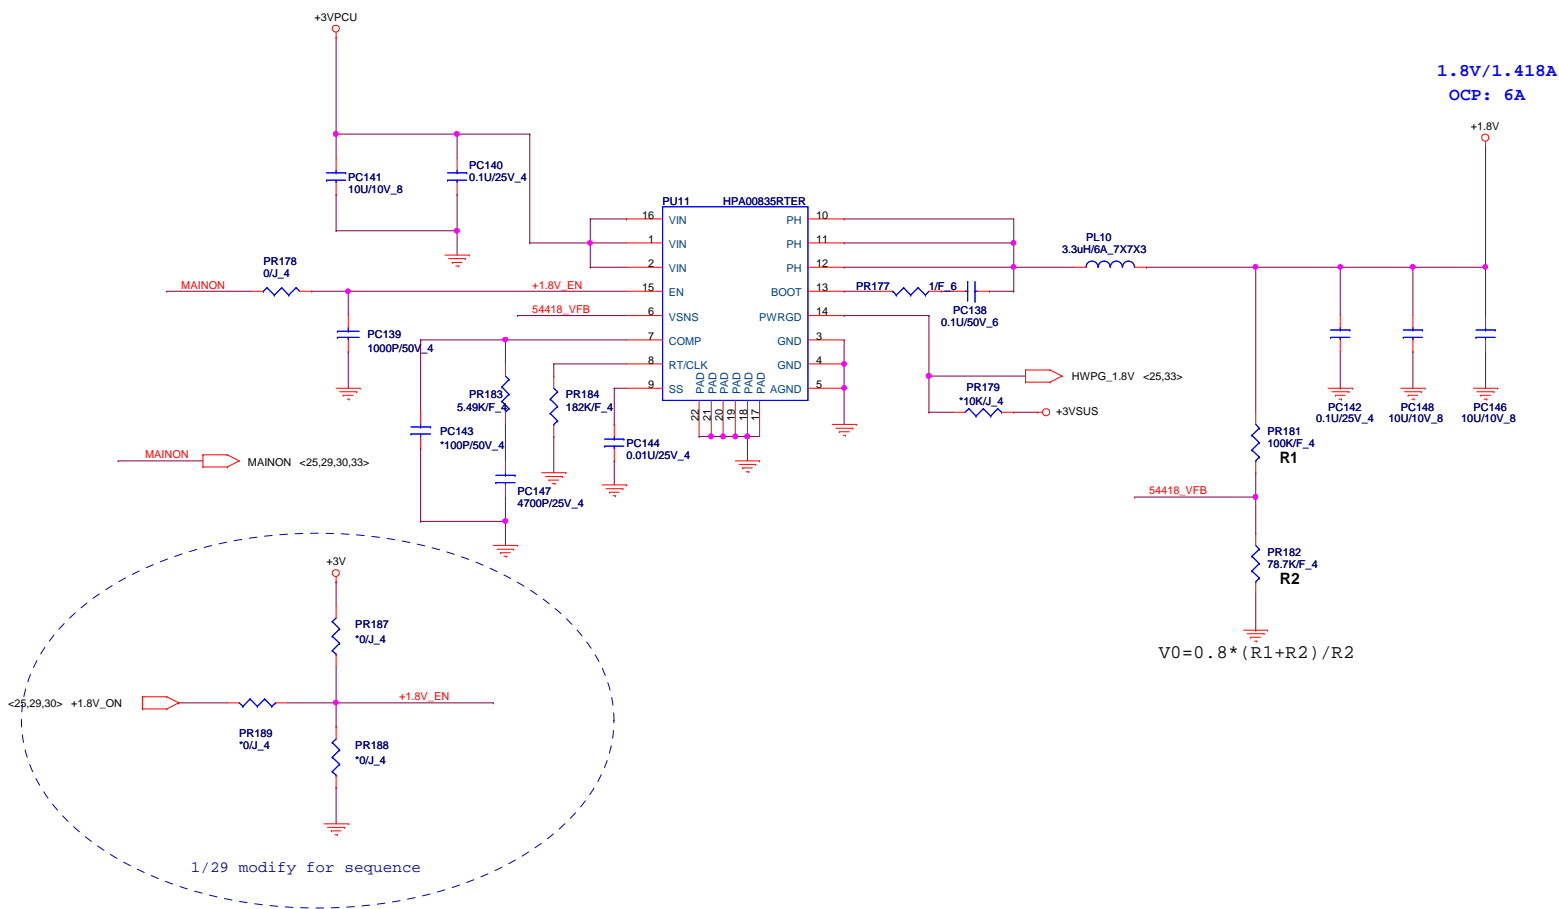 +3VPCU
1.8V/1.418A
OCP: 6A
+1.8V
PC141
10U/10V_8
PC140
0.1U/25V_4
PU11
HPA00835RTER
16
VIN
1
VIN
2
VIN
15
EN
6
VSNS
7
COMP
8
RT/CLK
9
SS
PH
10
PH
11
PH
12
BOOT
13
PWRGD
14
GND
3
GND
4
AGND
5
PAD
PAD
PAD
PAD
PAD
PAD
22
21
20
19
18
17
PR178
0/J_4
MAINON
+1.8V_EN
54418_VFB
PC139
1000P/50V_4
PR183
5.49K/F_4
PR184
182K/F_4
PC143
*100P/50V_4
PC144
0.01U/25V_4
PC147
4700P/25V_4
MAINON
MAINON <25,29,30,33>
PL10
3.3uH/6A_7X7X3
PR177
1/F_6
PC138
0.1U/50V_6
HWPG_1.8V <25,33>
PR179
*10K/J_4
+3VSUS
PC142
0.1U/25V_4
PC148
10U/10V_8
PC146
10U/10V_8
PR181
100K/F_4
R1
54418_VFB
PR182
78.7K/F_4
R2
V0=0.8*(R1+R2)/R2
+3V
PR187
*0/J_4
<25,29,30> +1.8V_ON
+1.8V_EN
PR189
*0/J_4
PR188
*0/J_4
1/29 modify for sequence